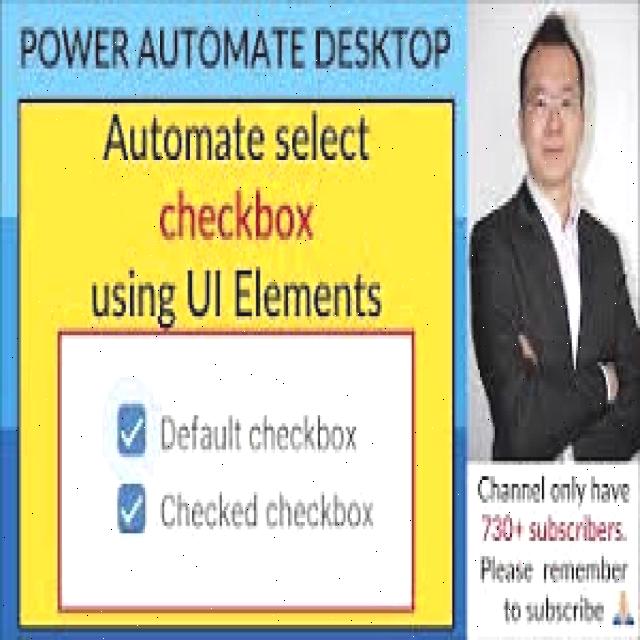 POWER AUTOMATE DESKTOP
Automate select
checkbox
using UI Elements
Default checkbox
Checked checkbox
Channel only have
730+ subscribers.
Please remember
to subscribe 🙏